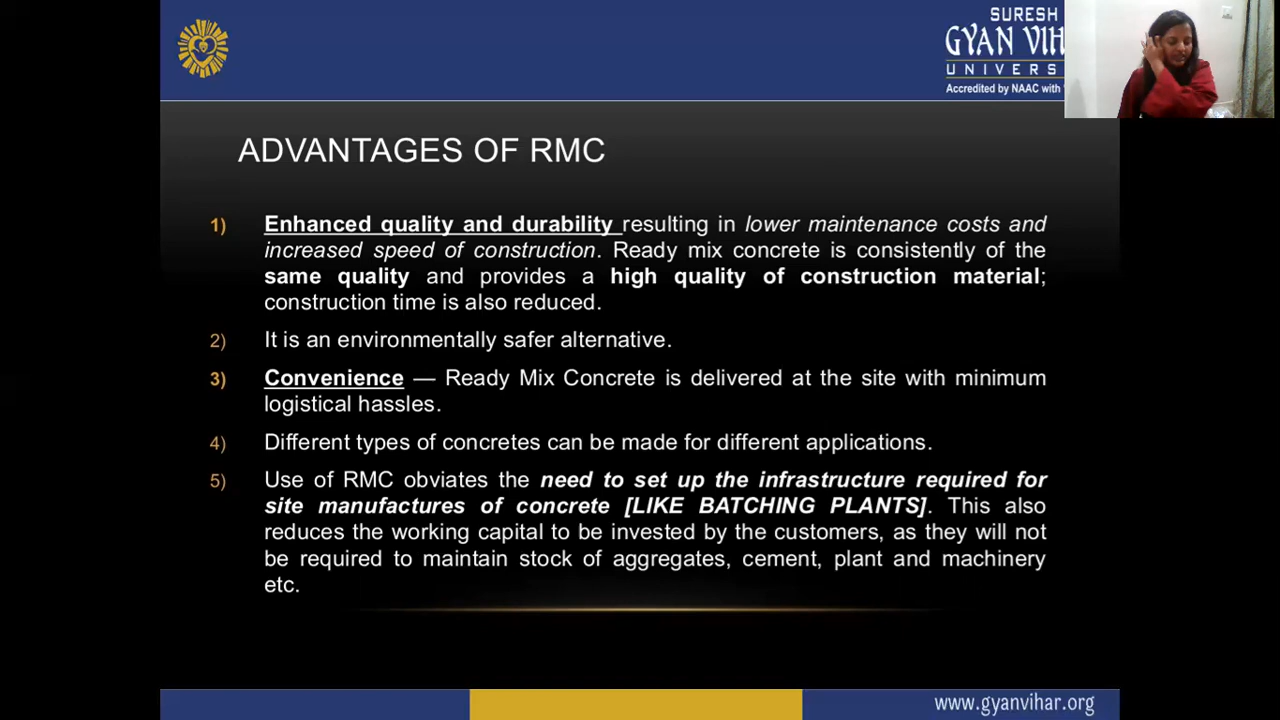 SURESH
GYAN VIH
UNIVERS
Accredited by NAAC with
ADVANTAGES OF RMC
1) Enhanced quality and durability resulting in lower maintenance costs and
increased speed of construction. Ready mix concrete is consistently of the
same quality and provides a high quality of construction material;
construction time is also reduced.
2) It is an environmentally safer alternative.
3) Convenience — Ready Mix Concrete is delivered at the site with minimum
logistical hassles.
4) Different types of concretes can be made for different applications.
5) Use of RMC obviates the need to set up the infrastructure required for
site manufactures of concrete [LIKE BATCHING PLANTS]. This also
reduces the working capital to be invested by the customers, as they will not
be required to maintain stock of aggregates, cement, plant and machinery
etc.
www.gyanvihar.org